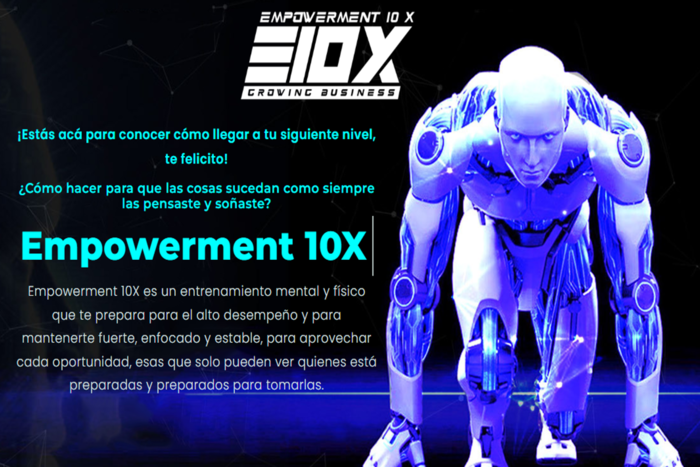 EMPOWERMENT 10 X
E10X
GROWING BUSINESS
¡Estás acá para conocer cómo llegar a tu siguiente nivel,
te felicito!
¿Cómo hacer para que las cosas sucedan como siempre
las pensaste y soñaste?
Empowerment 10X
Empowerment 10X es un entrenamiento mental y físico
que te prepara para el alto desempeño y para
mantenerte fuerte, enfocado y estable, para aprovechar
cada oportunidad, esas que solo pueden ver quienes está
preparadas y preparados para tomarlas.